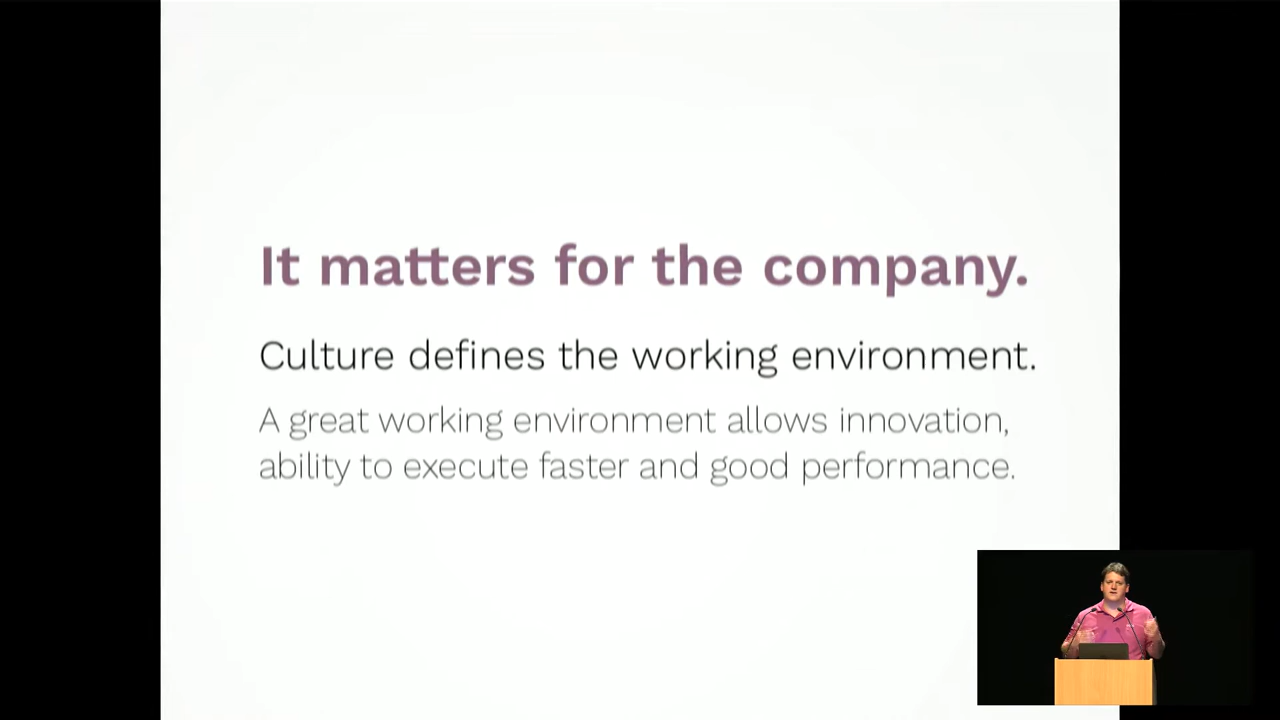 It matters for the company.
Culture defines the working environment.
A great working environment allows innovation,
ability to execute faster and good performance.